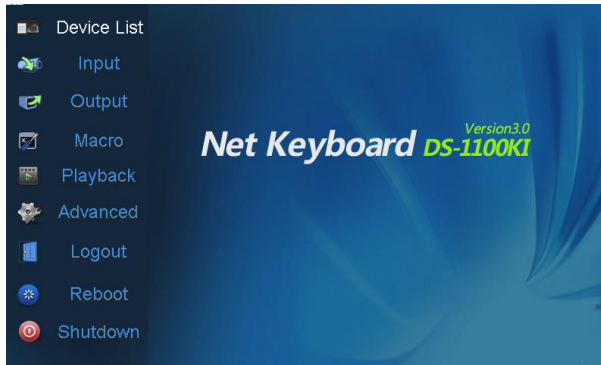 Device List
Input
Output
Macro
Playback
Advanced
Logout
Reboot
Shutdown
Version3.0
Net Keyboard DS-1100KI